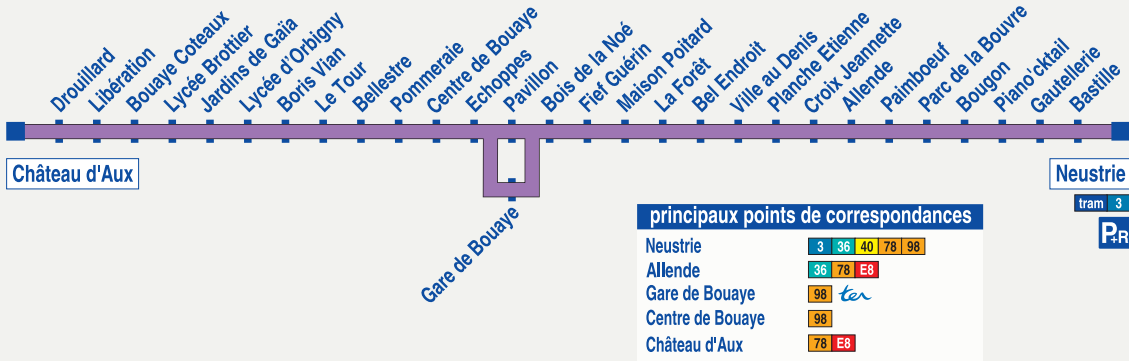 Drouillard
Libération
Bouaye Coteaux
Lycée Brottier
Jardins de Gaïa
Lycée d'Orbigny
Boris Vian
Le Tour
Bellestre
Pommeraie
Centre de Bouaye
Echoppes
Pavillon
Bois de la Noé
Fief Guérin
Maison Poitard
La Forêt
Bel Endroit
Ville au Denis
Planche Etienne
Croix Jeannette
Allende
Paimboeuf
Parc de la Bouvre
Bougon
Piano'cktail
Gautellerie
Bastille
Château d'Aux
Neustrie
tram 3
P+R
Gare de Bouaye
principaux points de correspondances
Neustrie 3 36 40 78 98
Allende 36 78 E8
Gare de Bouaye 98 ter
Centre de Bouaye 98
Château d'Aux 78 E8